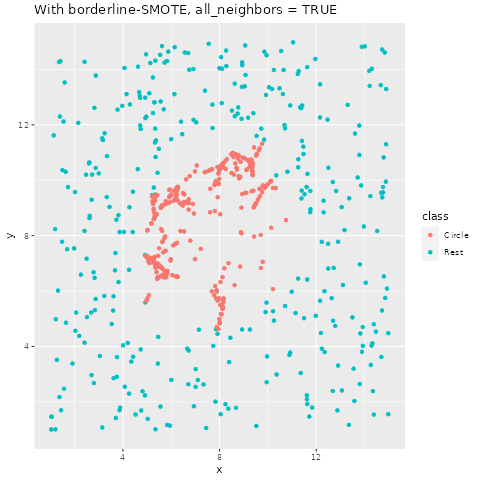 With borderline-SMOTE, all_neighbors = TRUE
12
8
4
y
4
8
12
x
class
Circle
Rest